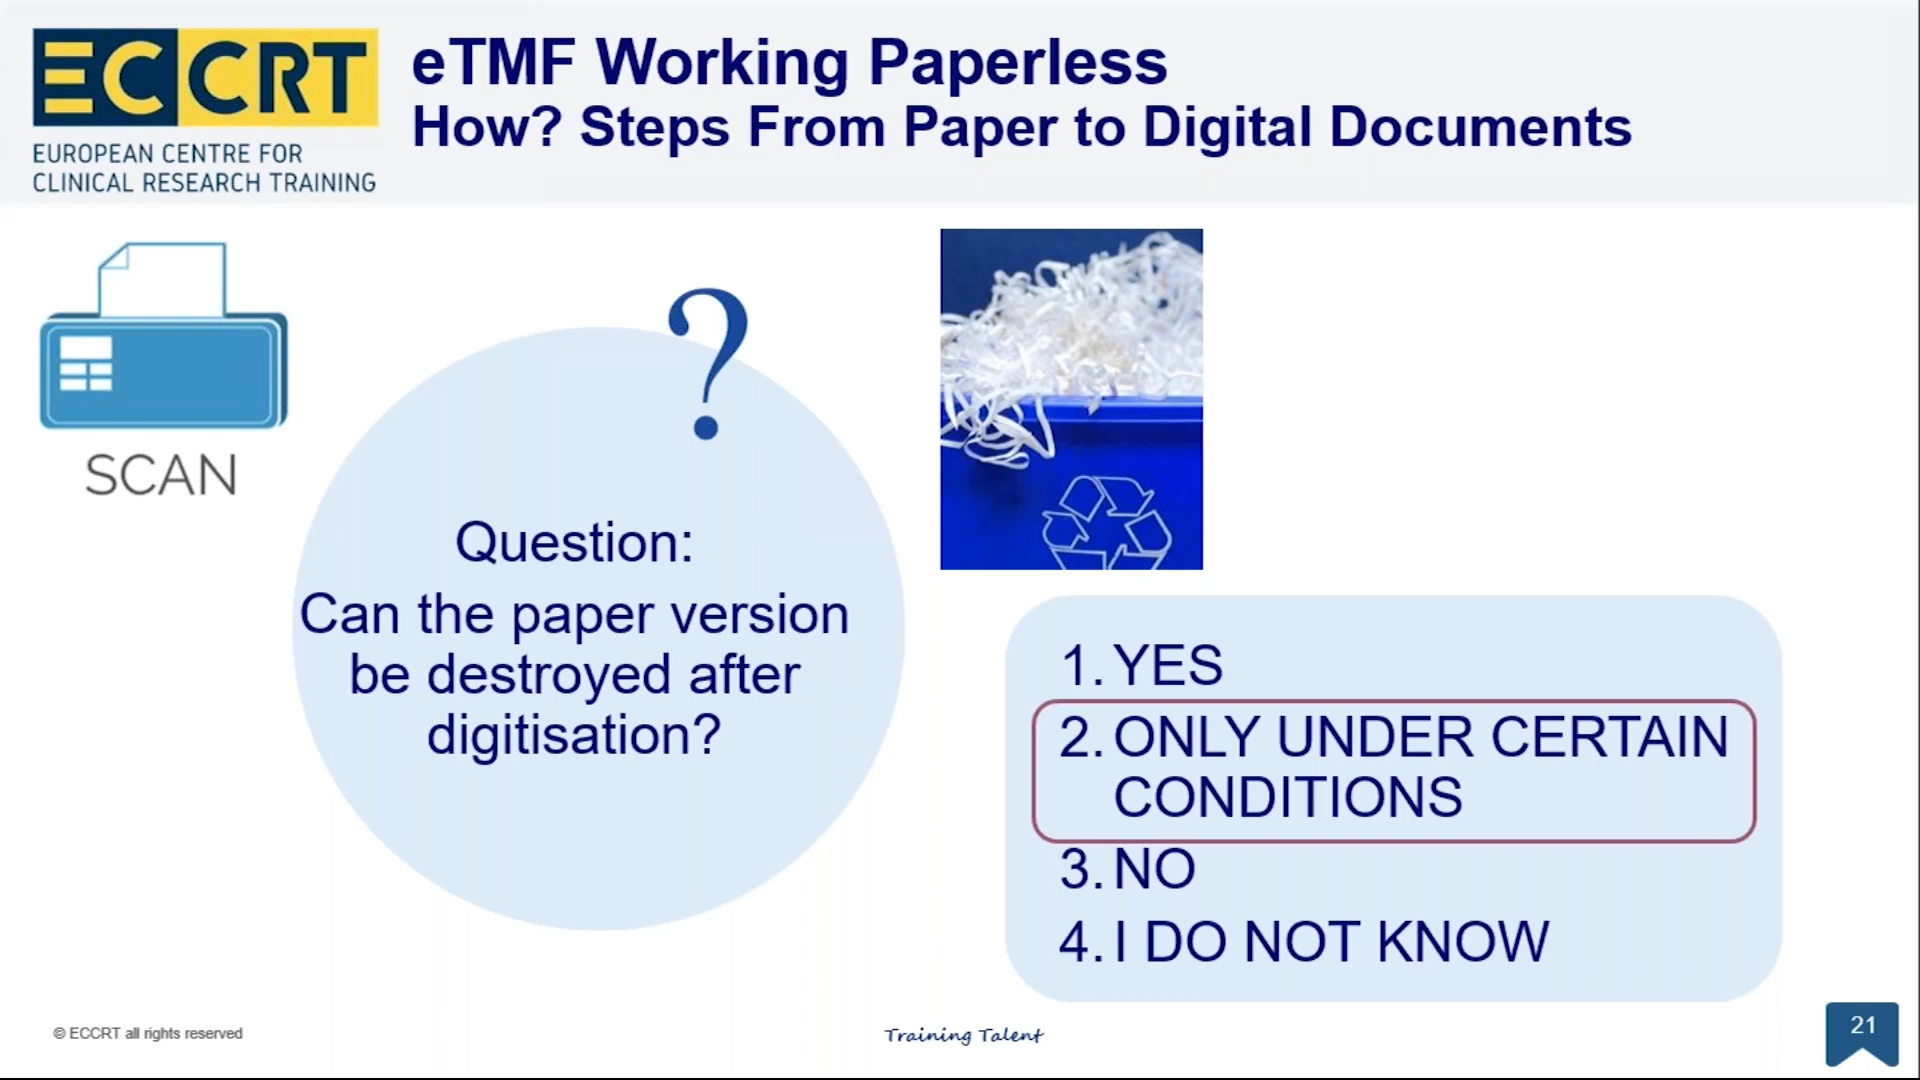 ECCRT
EUROPEAN CENTRE FOR
CLINICAL RESEARCH TRAINING
eTMF Working Paperless
How? Steps From Paper to Digital Documents
SCAN
?
Question:
Can the paper version
be destroyed after
digitisation?
1. YES
2. ONLY UNDER CERTAIN
CONDITIONS
3. NO
4. I DO NOT KNOW
© ECCRT all rights reserved
Training Talent
21